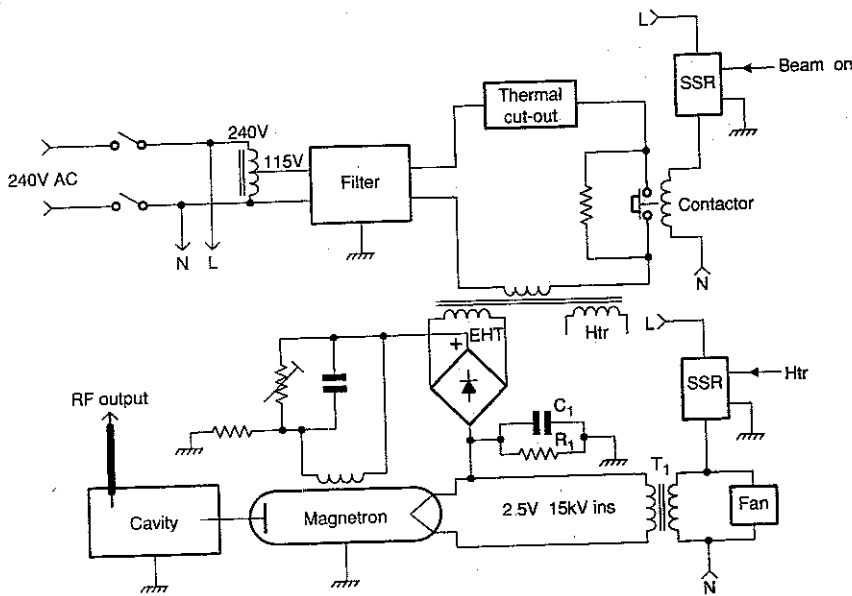 L
SSR
Beam on
Thermal
cut-out
240V
115V
240V AC
Filter
Contactor
N
L
N
EHT
Htr
+
L
SSR
Htr
RF output
C1
R1
T1
Cavity
Magnetron
2.5V 15kV ins
Fan
N